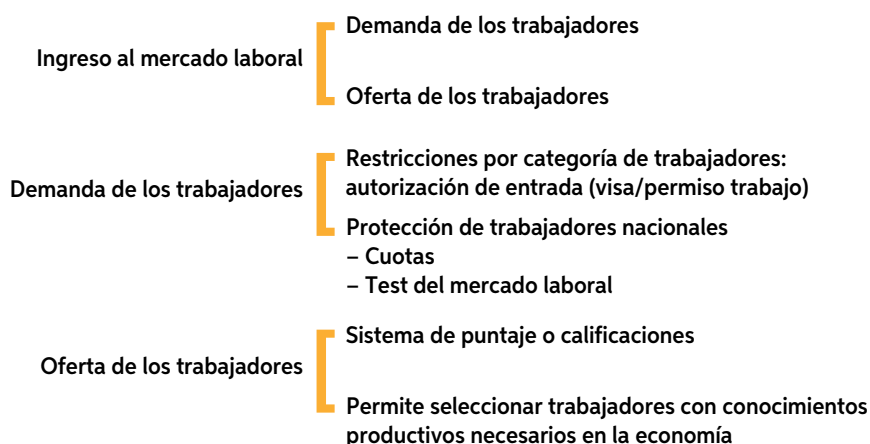 Ingreso al mercado laboral
Demanda de los trabajadores
Oferta de los trabajadores
Demanda de los trabajadores
Restricciones por categoría de trabajadores:
autorización de entrada (visa/permiso trabajo)
Protección de trabajadores nacionales
– Cuotas
– Test del mercado laboral
Oferta de los trabajadores
Sistema de puntaje o calificaciones
Permite seleccionar trabajadores con conocimientos
productivos necesarios en la economía